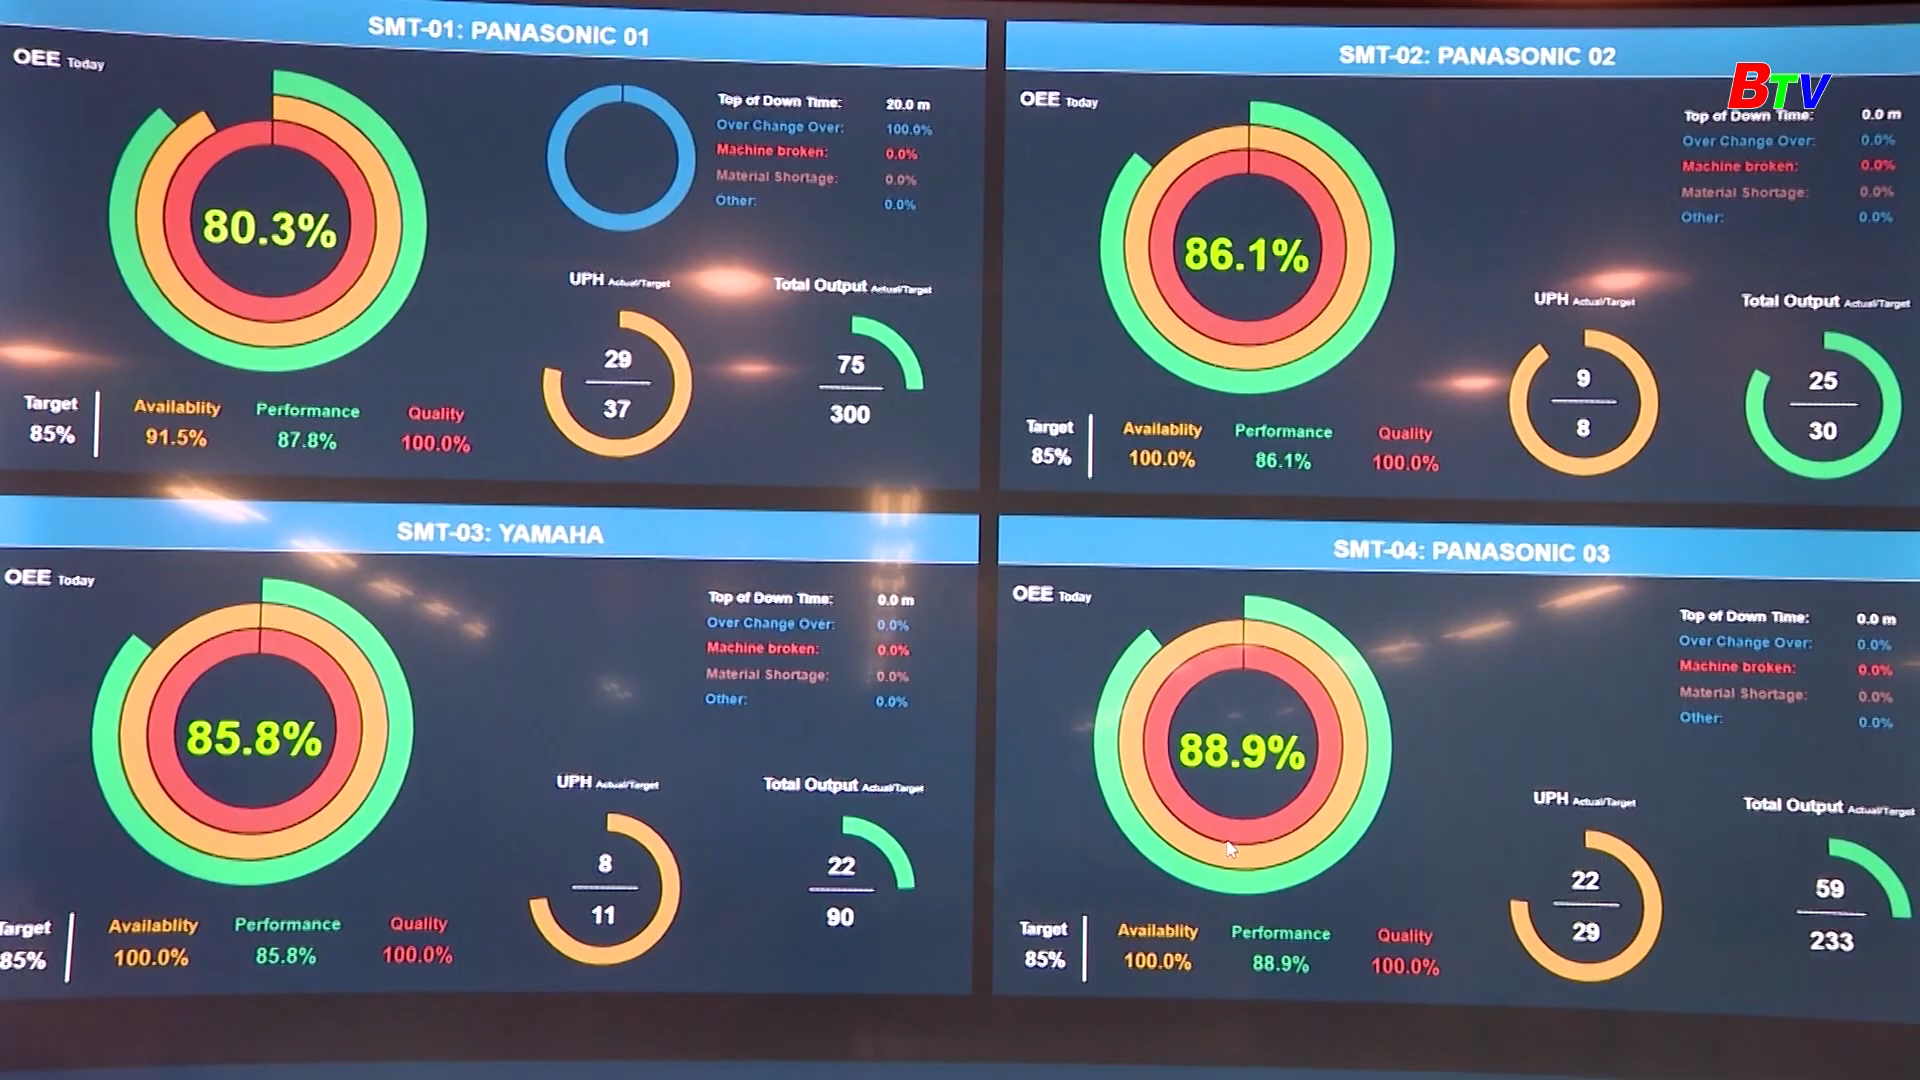 SMT-01: PANASONIC 01
OEE Today
80.3%
Top of Down Time: 20.0 m
Over Change Over: 100.0%
Machine broken: 0.0%
Material Shortage: 0.0%
Other: 0.0%
UPH Actual/Target
29
37
Total Output Actual/Target
75
300
Target
85%
Availablity
91.5%
Performance
87.8%
Quality
100.0%
SMT-02: PANASONIC 02
BTV
OEE Today
86.1%
Top of Down Time: 0.0 m
Over Change Over: 0.0%
Machine broken: 0.0%
Material Shortage: 0.0%
Other: 0.0%
UPH Actual/Target
9
8
Total Output Actual/Target
25
30
Target
85%
Availablity
100.0%
Performance
86.1%
Quality
100.0%
SMT-03: YAMAHA
OEE Today
85.8%
Top of Down Time: 0.0 m
Over Change Over: 0.0%
Machine broken: 0.0%
Material Shortage: 0.0%
Other: 0.0%
UPH Actual/Target
8
11
Total Output Actual/Target
22
90
Target
85%
Availablity
100.0%
Performance
85.8%
Quality
100.0%
SMT-04: PANASONIC 03
OEE Today
88.9%
Top of Down Time: 0.0 m
Over Change Over: 0.0%
Machine broken: 0.0%
Material Shortage: 0.0%
Other: 0.0%
UPH Actual/Target
22
29
Total Output Actual/Target
59
233
Target
85%
Availablity
100.0%
Performance
88.9%
Quality
100.0%